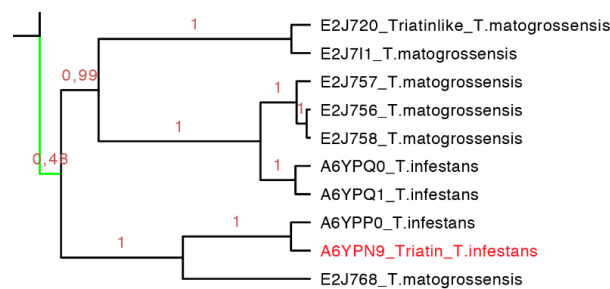 1
E2J720_Triatinlike_T.matogrossensis
E2J7I1_T.matogrossensis
0,99
1
E2J757_T.matogrossensis
1
E2J756_T.matogrossensis
1
E2J758_T.matogrossensis
0,48
1
A6YPQ0_T.infestans
A6YPQ1_T.infestans
A6YPP0_T.infestans
1
1
A6YPN9_Triatin_T.infestans
E2J768_T.matogrossensis